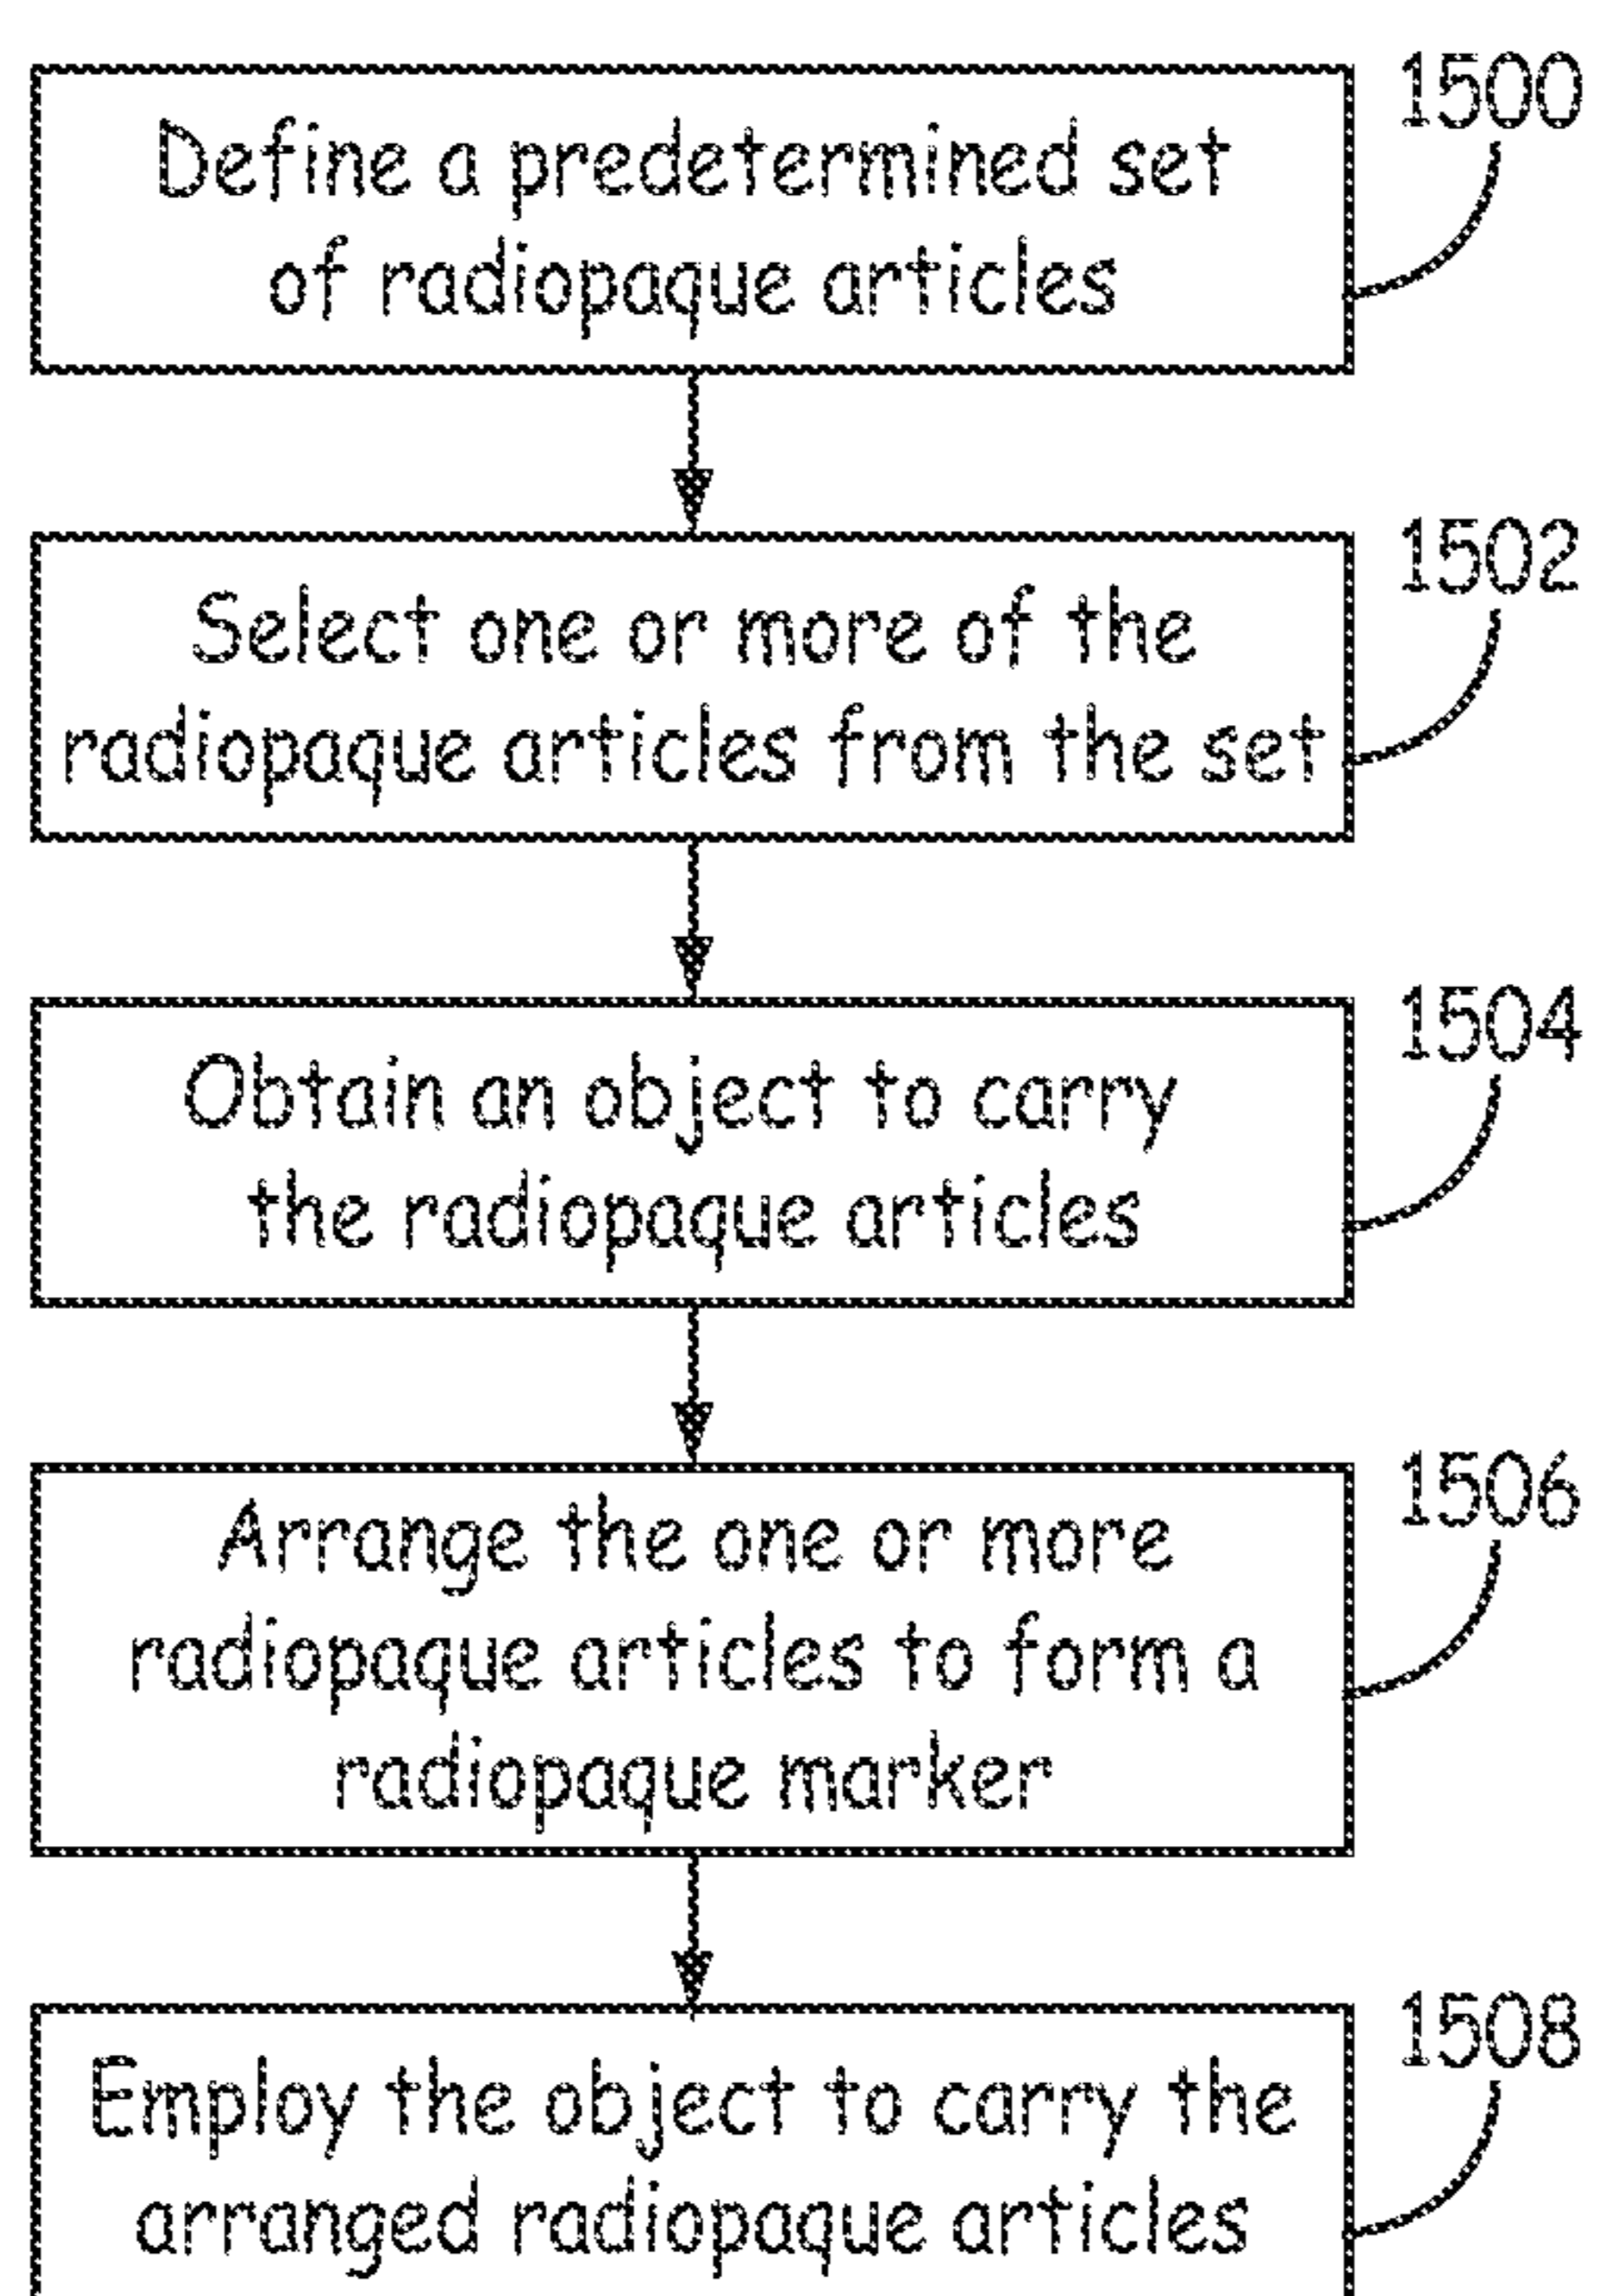 1500
Define a predetermined set
of radiopaque articles
1502
Select one or more of the
radiopaque articles from the set
1504
Obtain an object to carry
the radiopaque articles
1506
Arrange the one or more
radiopaque articles to form a
radiopaque marker
1508
Employ the object to carry the
arranged radiopaque articles